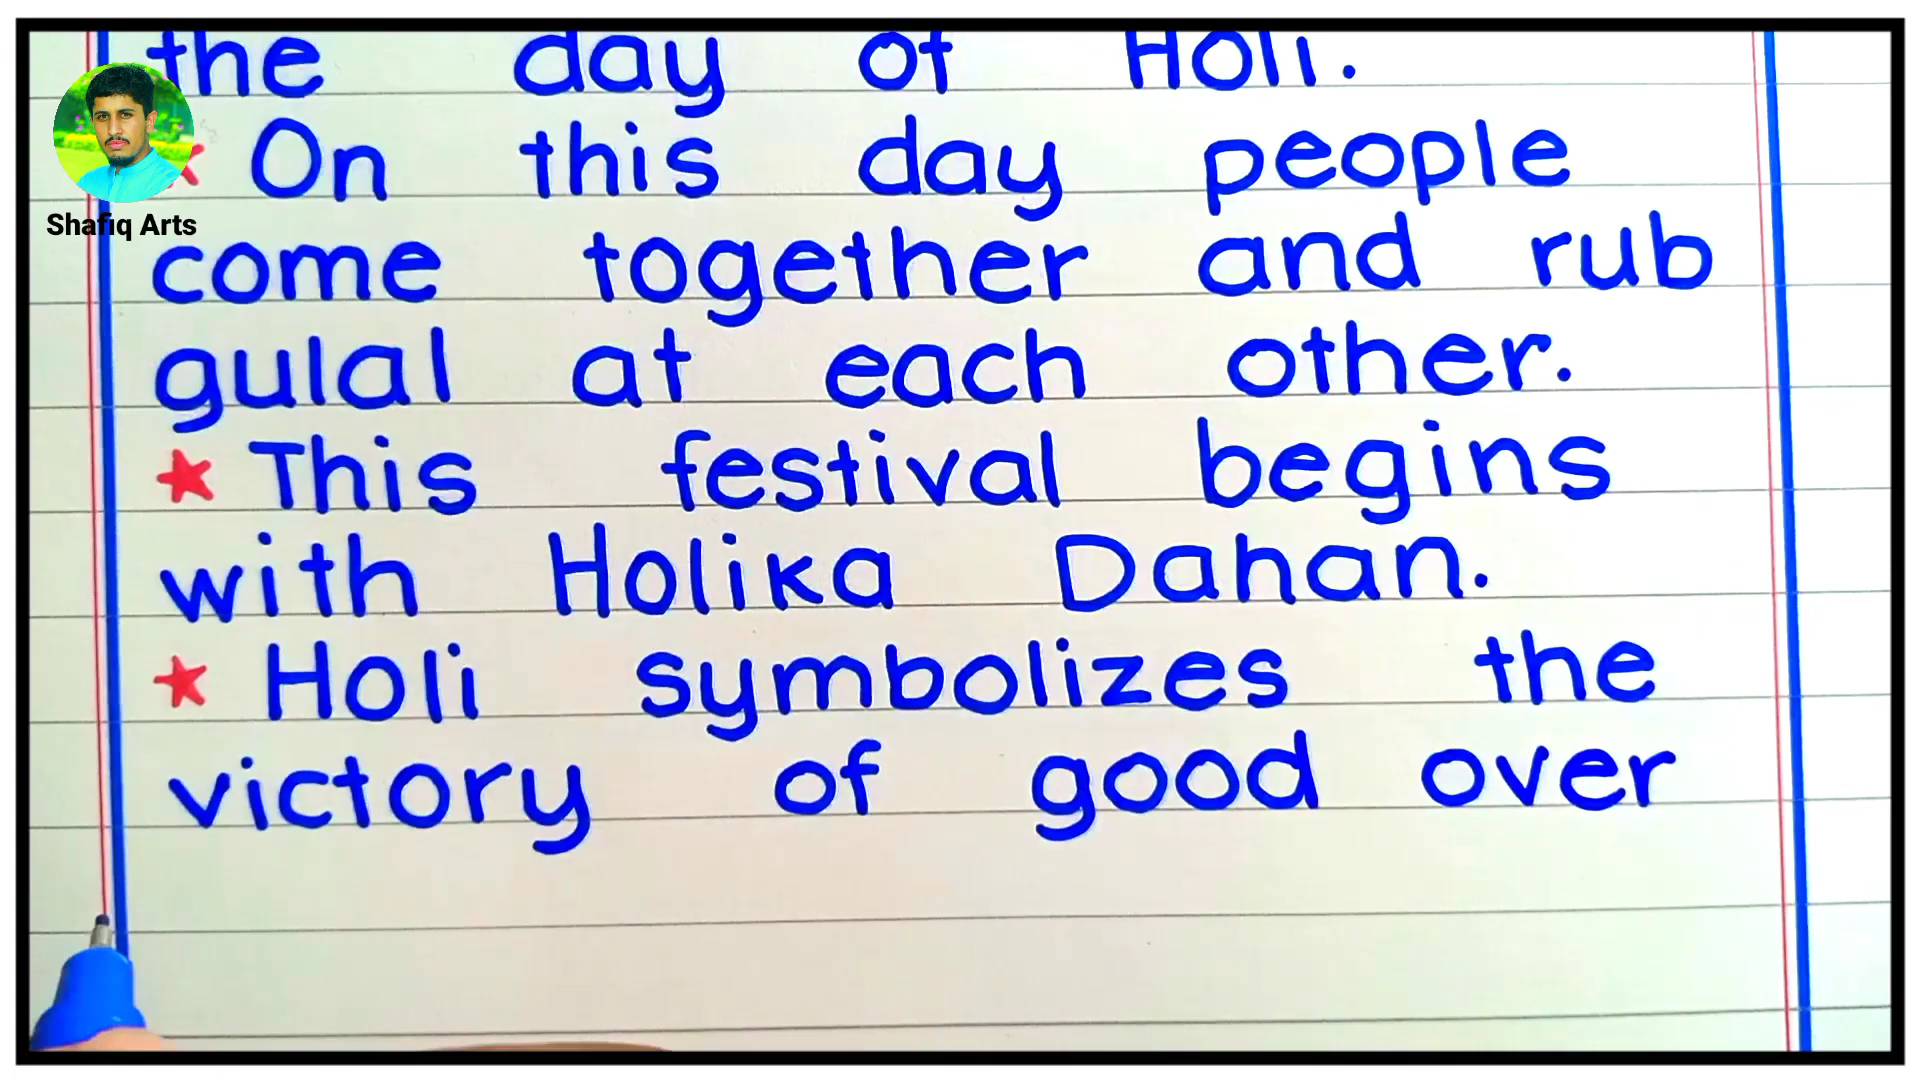 the day of Holi.
On this day people
Shafiq Arts
come together and rub
gulal at each other.
This festival begins
with Holika Dahan.
Holi symbolizes the
victory of good over